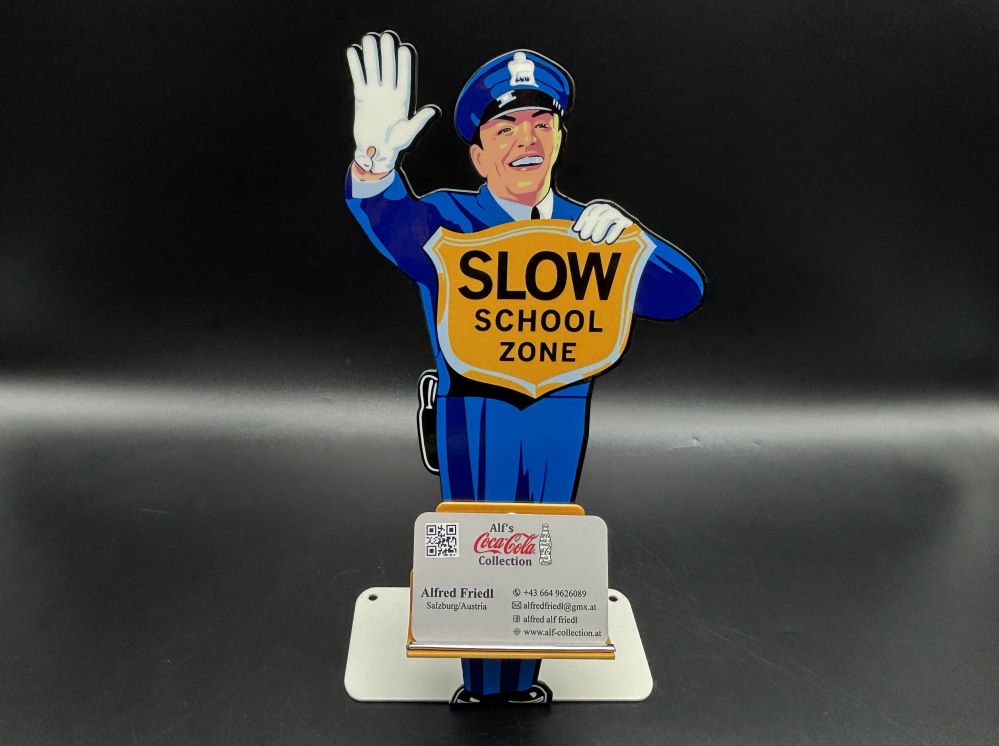 SLOW
SCHOOL
ZONE
Alf's
Coca-Cola
Collection
Alfred Friedl
Salzburg/Austria
+43 664 9626089
alfredfriedl@gmx.at
alfred alf friedl
www.alf-collection.at